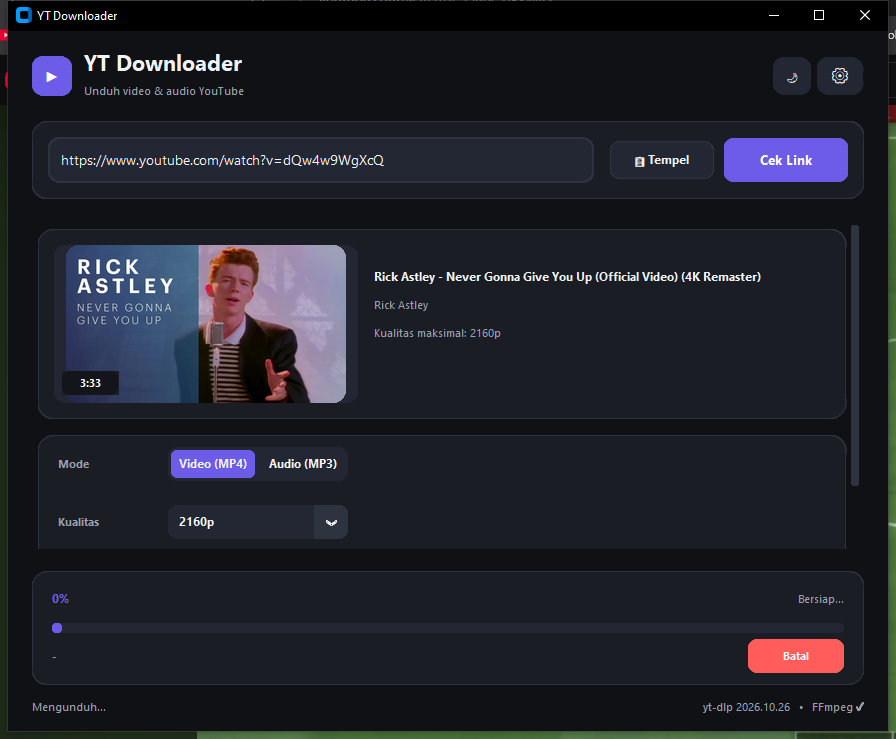 YT Downloader
YT Downloader
Unduh video & audio YouTube
https://www.youtube.com/watch?v=dQw4w9WgXcQ
Tempel
Cek Link
RICK
ASTLEY
NEVER GONNA
GIVE YOU UP
3:33
Rick Astley - Never Gonna Give You Up (Official Video) (4K Remaster)
Rick Astley
Kualitas maksimal: 2160p
Mode
Video (MP4)
Audio (MP3)
Kualitas
2160p
0%
Bersiap...
-
Batal
Mengunduh...
yt-dlp 2026.10.26 • FFmpeg ✓